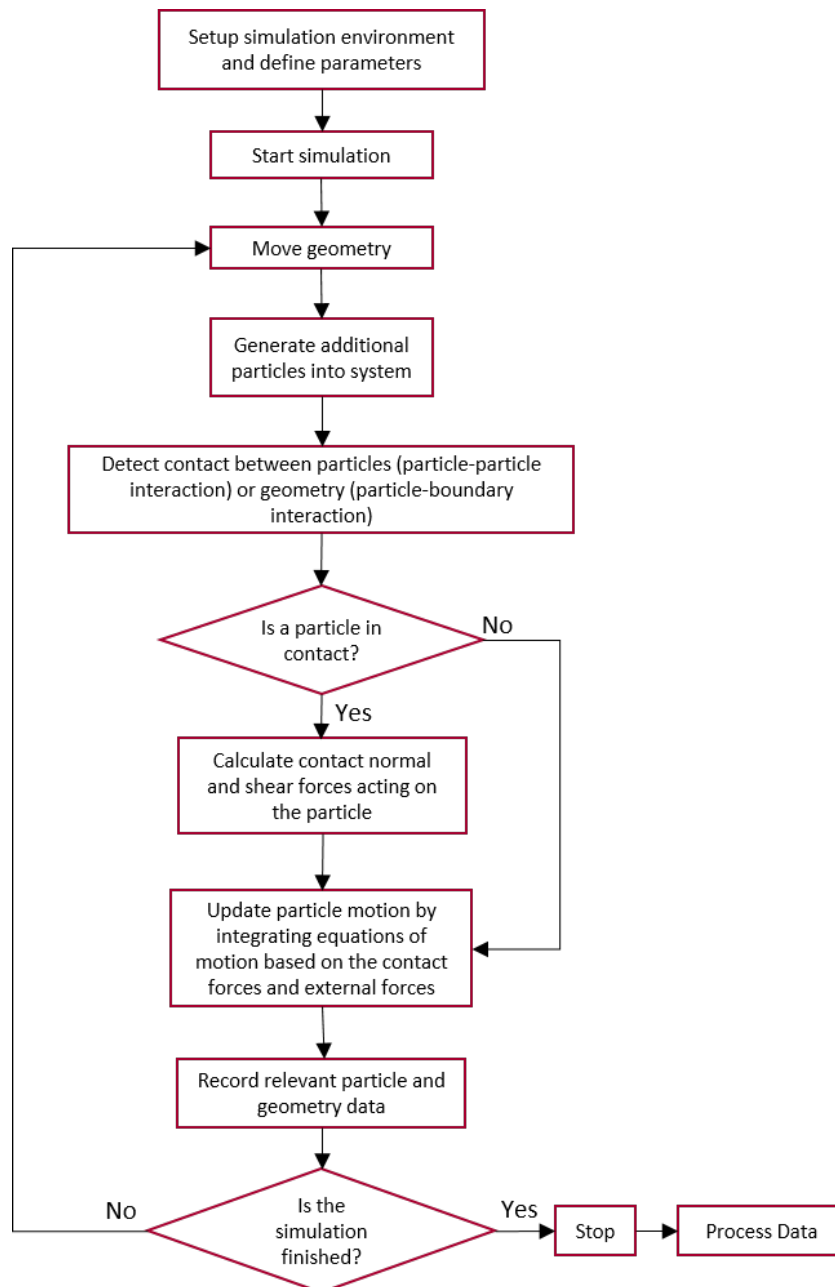 Setup simulation environment
and define parameters
Start simulation
Move geometry
Generate additional
particles into system
Detect contact between particles (particle-particle
interaction) or geometry (particle-boundary
interaction)
Is a particle in
contact?
No
Yes
Calculate contact normal
and shear forces acting on
the particle
Update particle motion by
integrating equations of
motion based on the contact
forces and external forces
Record relevant particle and
geometry data
No
Is the
simulation
finished?
Yes
Stop
Process Data